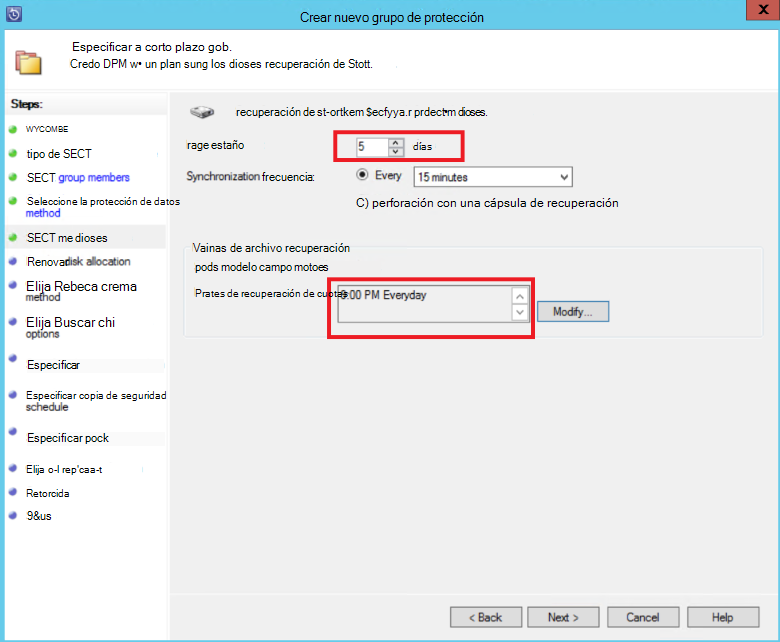 Crear nuevo grupo de protección
X
Especificar a corto plazo gob.
Credo DPM w• un plan sung los dioses recuperación de Stott.
Steps:
WYCOMBE
tipo de SECT
SECT group members
Seleccione la protección de datos
method
SECT me dioses
Renovar disk allocation
Elija Rebeca crema
method
Elija Buscar chi
options
Especificar
Especificar copia de seguridad
schedule
Especificar pock
Elija o-l rep'caa-t
Retorcida
9&us
recuperación de st-ortkem $ecfyya.r prdect•m dioses.
rage estaño
5
días
Synchronization frecuencia:
Every
15 minutes
C) perforación con una cápsula de recuperación
Vainas de archivo recuperación
pods modelo campo motoes
Prates de recuperación de cuotas
:00 PM Everyday
Modify...
< Back
Next >
Cancel
Help